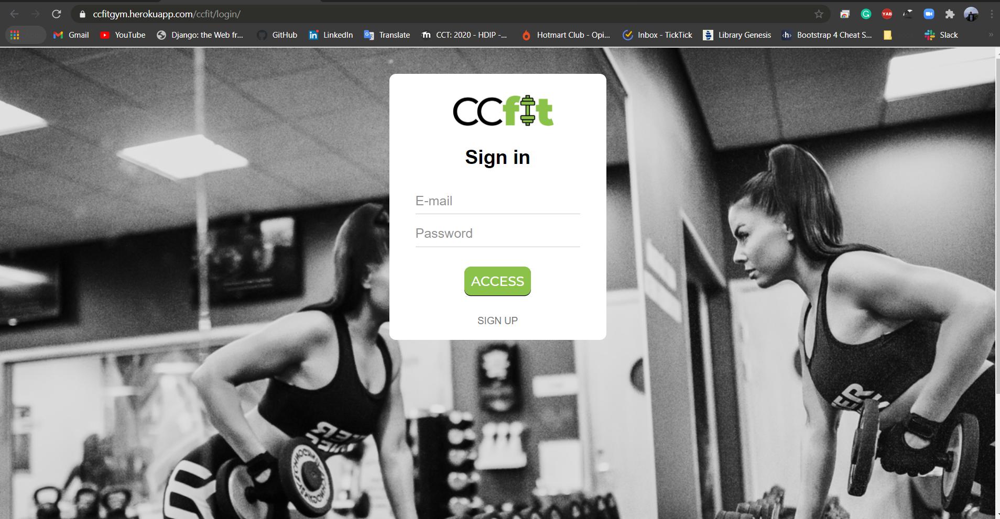 ccfitgym.herokuapp.com/ccfit/login/
YAB
Gmail YouTube Django: the Web fr... GitHub LinkedIn Translate CCT: 2020 - HDIP -... Hotmart Club - Opi... Inbox - TickTick Library Genesis Bootstrap 4 Cheat S... Slack
CCfit
Sign in
E-mail
Password
ACCESS
SIGN UP